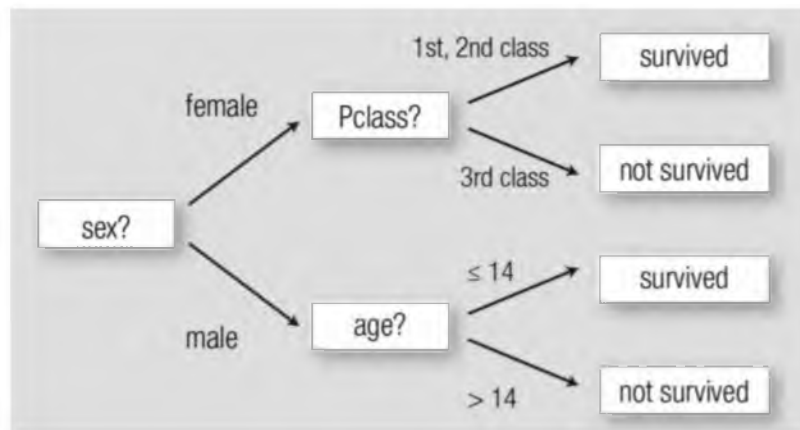 1st, 2nd class
survived
female
Pclass?
3rd class
not survived
sex?
≤ 14
survived
male
age?
> 14
not survived